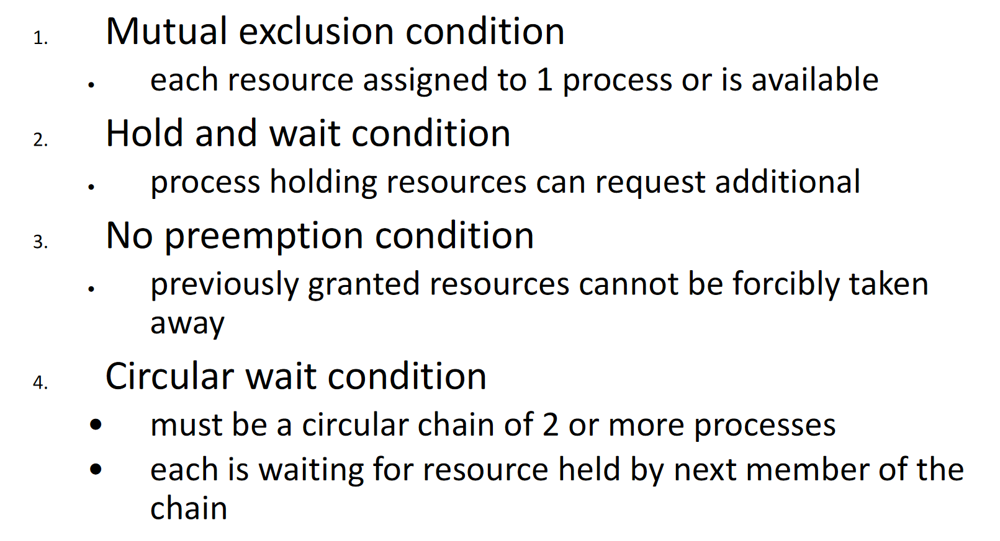 1. Mutual exclusion condition
• each resource assigned to 1 process or is available
2. Hold and wait condition
• process holding resources can request additional
3. No preemption condition
• previously granted resources cannot be forcibly taken
away
4. Circular wait condition
• must be a circular chain of 2 or more processes
• each is waiting for resource held by next member of the
chain